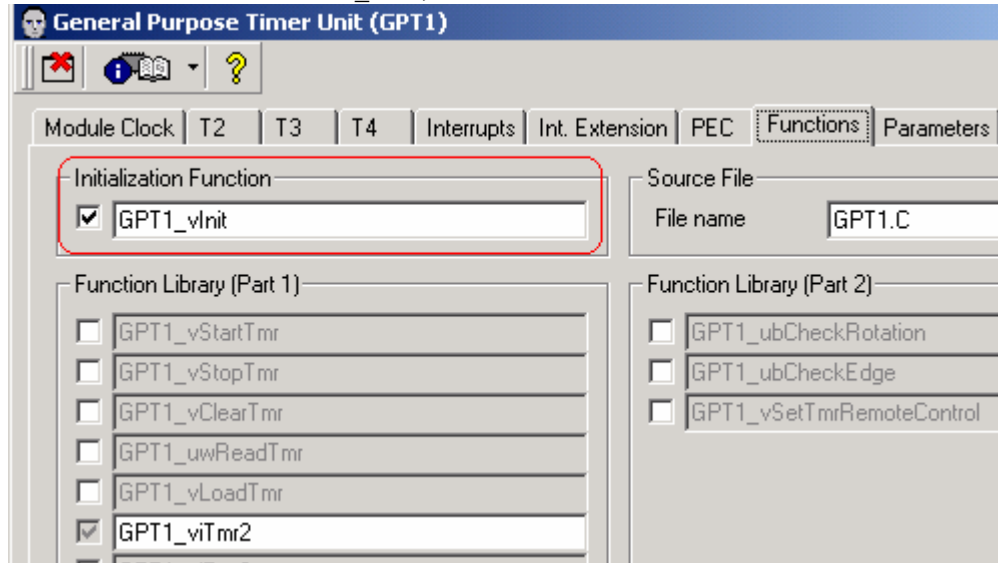 General Purpose Timer Unit (GPT1)
Module Clock T2 T3 T4 Interrupts Int. Extension PEC Functions Parameters
Initialization Function
GPT1_vInit
Source File
File name GPT1.C
Function Library (Part 1)
GPT1_vStartTmr
GPT1_vStopTmr
GPT1_vClearTmr
GPT1_uwReadTmr
GPT1_vLoadTmr
GPT1_viTmr2
Function Library (Part 2)
GPT1_ubCheckRotation
GPT1_ubCheckEdge
GPT1_vSetTmrRemoteControl